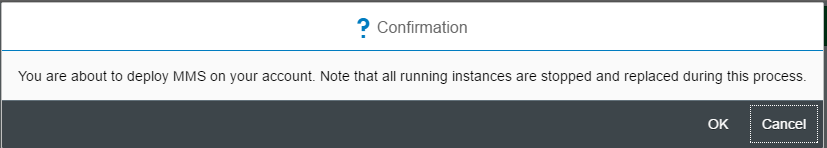 ? Confirmation
You are about to deploy MMS on your account. Note that all running instances are stopped and replaced during this process.
OK Cancel